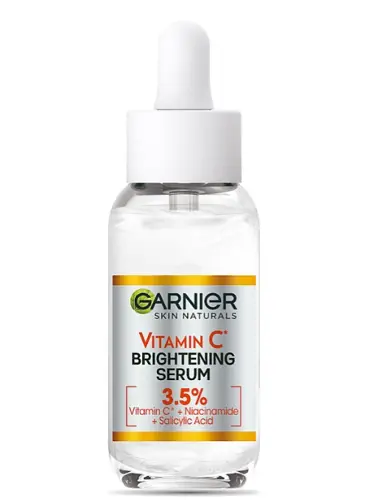 GARNIER
SKIN NATURALS
VITAMIN C*
BRIGHTENING
SERUM
3.5%
Vitamin C* + Niacinamide
+ Salicylic Acid